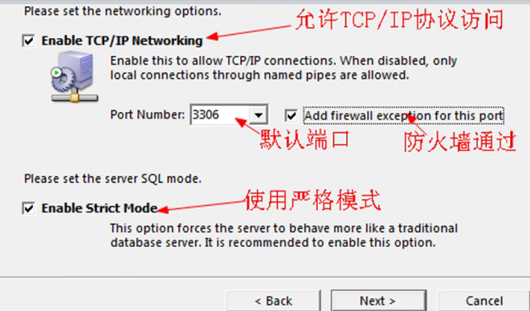 Please set the networking options.
允许TCP/IP协议访问
Enable TCP/IP Networking
Enable this to allow TCP/IP connections. When disabled, only
local connections through named pipes are allowed.
Port Number: 3306 Add firewall exception for this port
默认端口 防火墙通过
Please set the server SQL mode.
使用严格模式
Enable Strict Mode
This option forces the server to behave more like a traditional
database server. It is recommended to enable this option.
< Back Next > Cancel